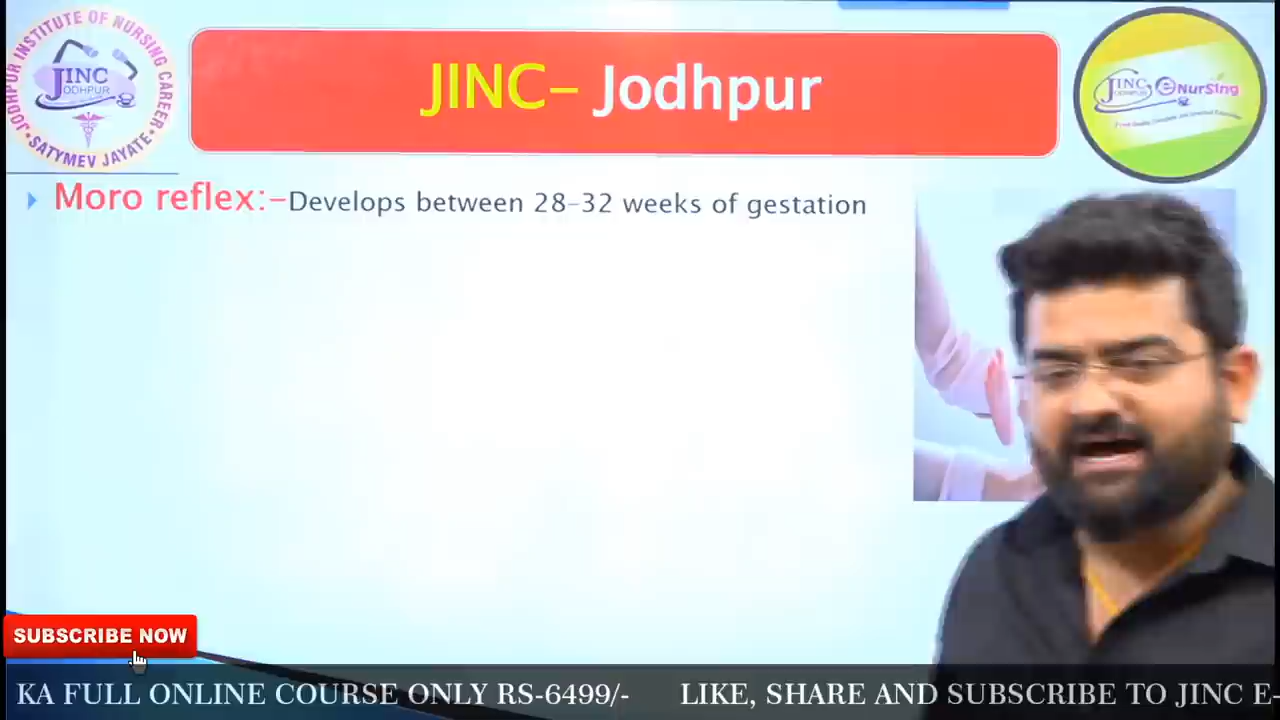 JODHPUR INSTITUTE OF NURSING CAREER
JINC
JODHPUR
SATYMEV JAYATE
JINC- Jodhpur
JINC
eNursing
Moro reflex:-Develops between 28-32 weeks of gestation
SUBSCRIBE NOW
KA FULL ONLINE COURSE ONLY RS-6499/- LIKE, SHARE AND SUBSCRIBE TO JINC E-